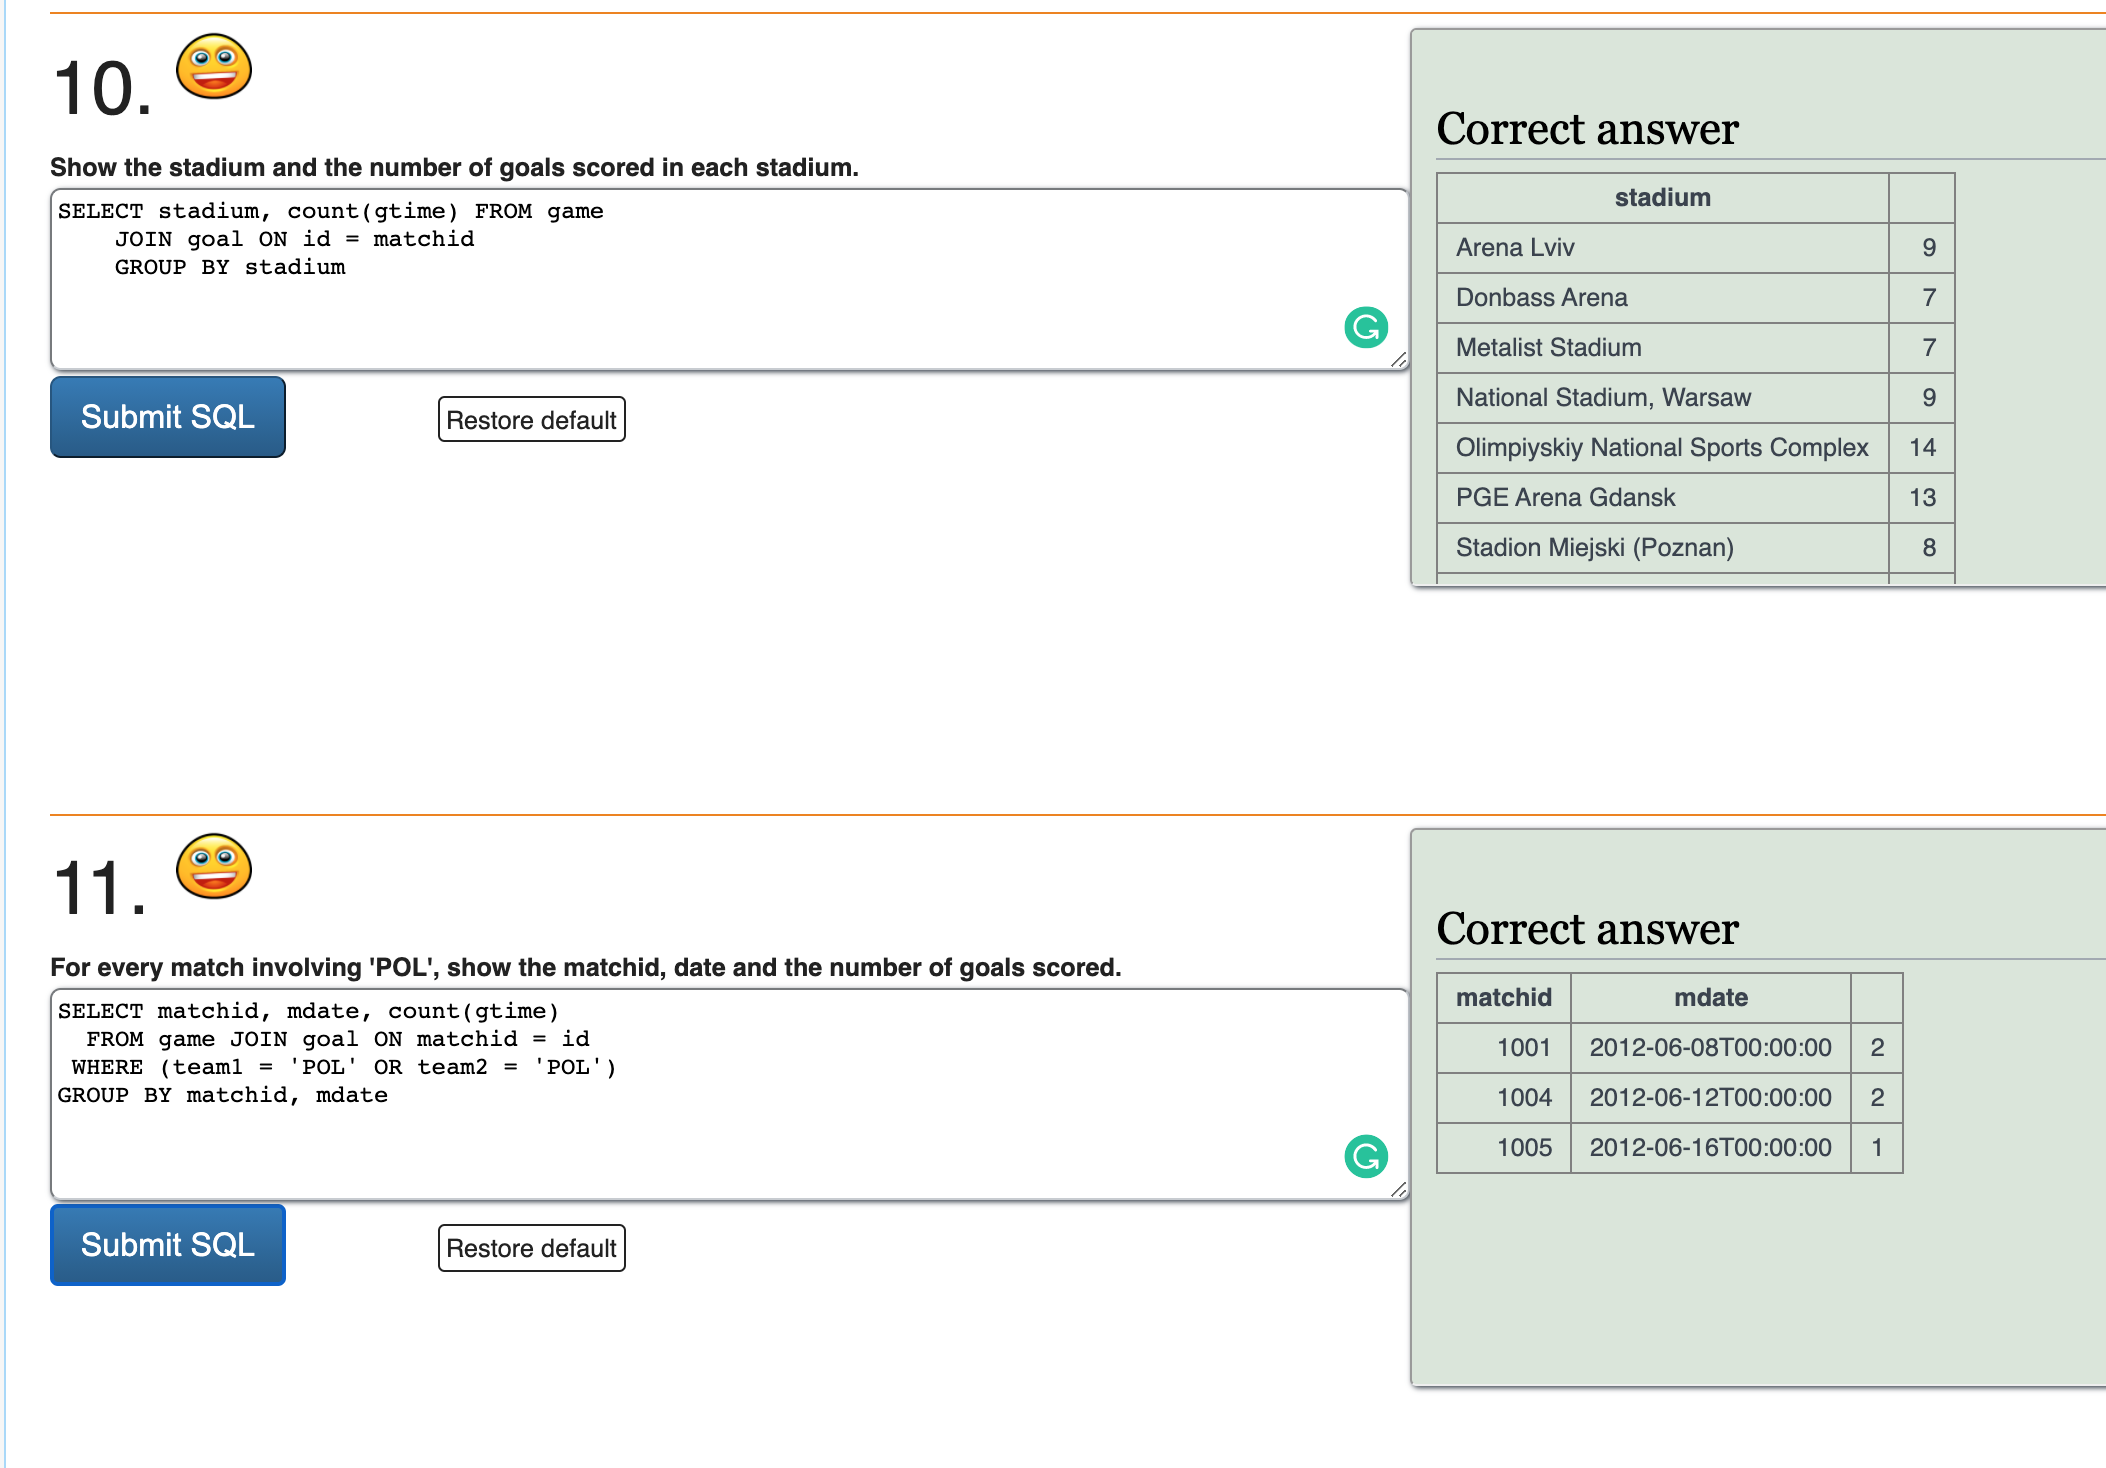 10.
Show the stadium and the number of goals scored in each stadium.
SELECT stadium, count(gtime) FROM game
JOIN goal ON id = matchid
GROUP BY stadium
Submit SQL
Restore default
Correct answer
stadium
Arena Lviv 9
Donbass Arena 7
Metalist Stadium 7
National Stadium, Warsaw 9
Olimpiyskiy National Sports Complex 14
PGE Arena Gdansk 13
Stadion Miejski (Poznan) 8
11.
For every match involving 'POL', show the matchid, date and the number of goals scored.
SELECT matchid, mdate, count(gtime)
FROM game JOIN goal ON matchid = id
WHERE (team1 = 'POL' OR team2 = 'POL')
GROUP BY matchid, mdate
Submit SQL
Restore default
Correct answer
matchid mdate
1001 2012-06-08T00:00:00 2
1004 2012-06-12T00:00:00 2
1005 2012-06-16T00:00:00 1